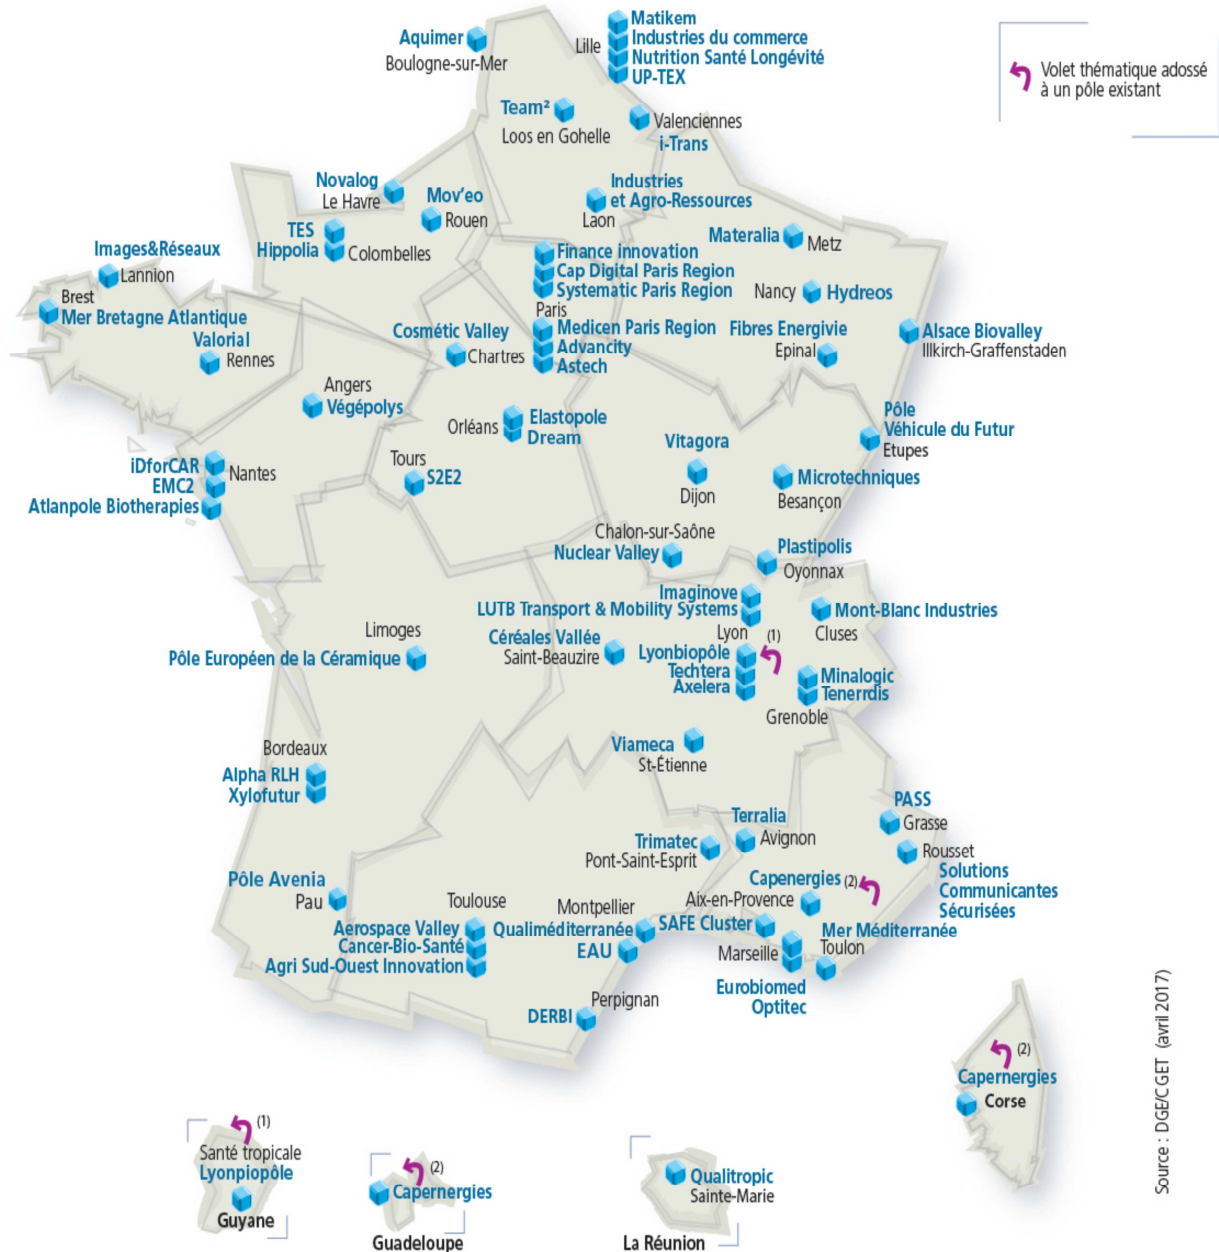 Matikem
Industries du commerce
Lille
Nutrition Santé Longévité
UP-TEX
Aquimer
Boulogne-sur-Mer
Volet thématique adossé
à un pôle existant
Team²
Loos en Gohelle
Valenciennes
i-Trans
Novalog
Le Havre
Mov'eo
Rouen
Industries
et Agro-Ressources
Laon
TES
Hippolia
Colombelles
Materalia
Metz
Images&Réseaux
Lannion
Finance innovation
Cap Digital Paris Region
Systematic Paris Region
Paris
Medicen Paris Region
Advancity
Astech
Nancy
Hydreos
Brest
Mer Bretagne Atlantique
Valorial
Rennes
Cosmétic Valley
Chartres
Fibres Energivie
Epinal
Alsace Biovalley
Illkirch-Graffenstaden
Angers
Végépolys
Orléans
Elastopole
Dream
Pôle
Véhicule du Futur
Etupes
Vitagora
Dijon
Microtechniques
Besançon
iDforCAR
Nantes
EMC2
Atlanpole Biotherapies
Tours
S2E2
Chalon-sur-Saône
Nuclear Valley
Plastipolis
Oyonnax
Imaginove
LUTB Transport & Mobility Systems
Lyon
(1)
Lyonbiopôle
Techtera
Axelera
Mont-Blanc Industries
Cluses
Limoges
Pôle Européen de la Céramique
Céréales Vallée
Saint-Beauzire
Minalogic
Tenerrdis
Grenoble
Viameca
St-Étienne
Bordeaux
Alpha RLH
Xylofutur
PASS
Grasse
Terralia
Avignon
Trimatec
Pont-Saint-Esprit
Rousset
Solutions
Communicantes
Sécurisées
Capenergies (2)
Aix-en-Provence
Pôle Avenia
Pau
Toulouse
Aerospace Valley
Cancer-Bio-Santé
Agri Sud-Ouest Innovation
Montpellier
Qualiméditerranée
EAU
SAFE Cluster
Marseille
Mer Méditerranée
Toulon
Eurobiomed
Optitec
Perpignan
DERBI
(2)
Capernergies
Corse
Source : DGE/CGET (avril 2017)
(1)
Santé tropicale
Lyonpiopôle
Guyane
(2)
Capernergies
Guadeloupe
Qualitropic
Sainte-Marie
La Réunion